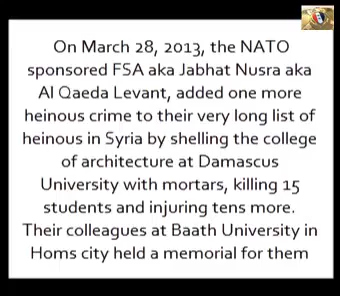 On March 28, 2013, the NATO
sponsored FSA aka Jabhat Nusra aka
Al Qaeda Levant, added one more
heinous crime to their very long list of
heinous in Syria by shelling the college
of architecture at Damascus
University with mortars, killing 15
students and injuring tens more.
Their colleagues at Baath University in
Homs city held a memorial for them